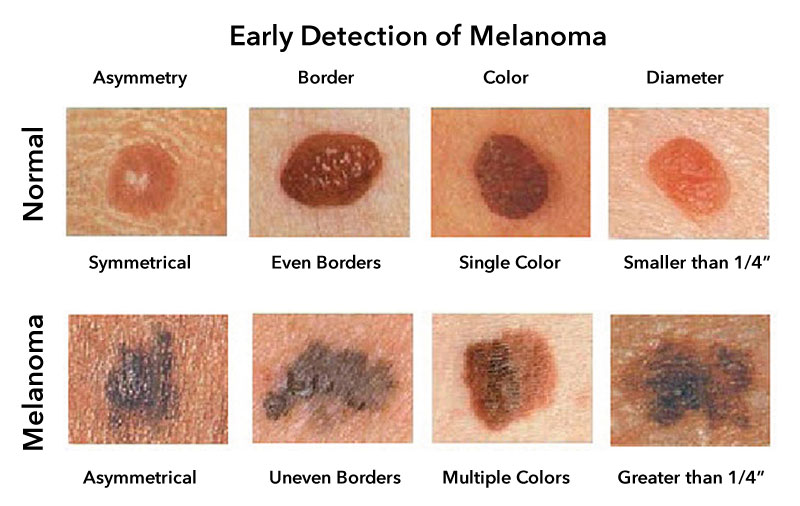 Early Detection of Melanoma
Asymmetry Border Color Diameter
Normal
Symmetrical Even Borders Single Color Smaller than 1/4”
Melanoma
Asymmetrical Uneven Borders Multiple Colors Greater than 1/4”